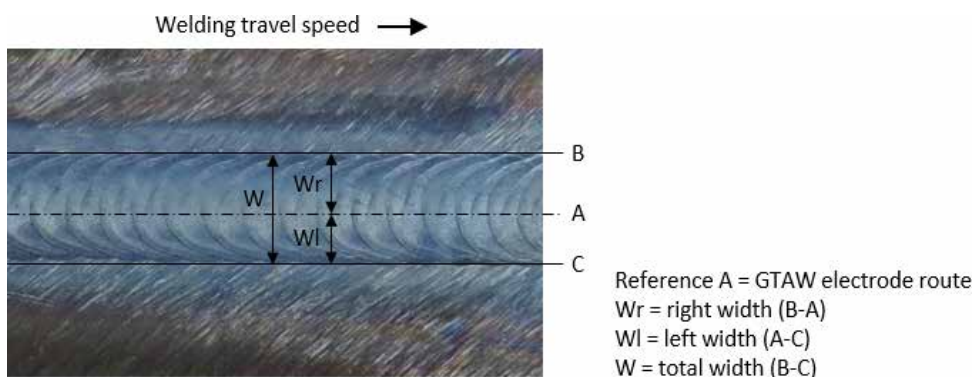 Welding travel speed
B
Wr
W
A
Wl
C
Reference A = GTAW electrode route
Wr = right width (B-A)
Wl = left width (A-C)
W = total width (B-C)